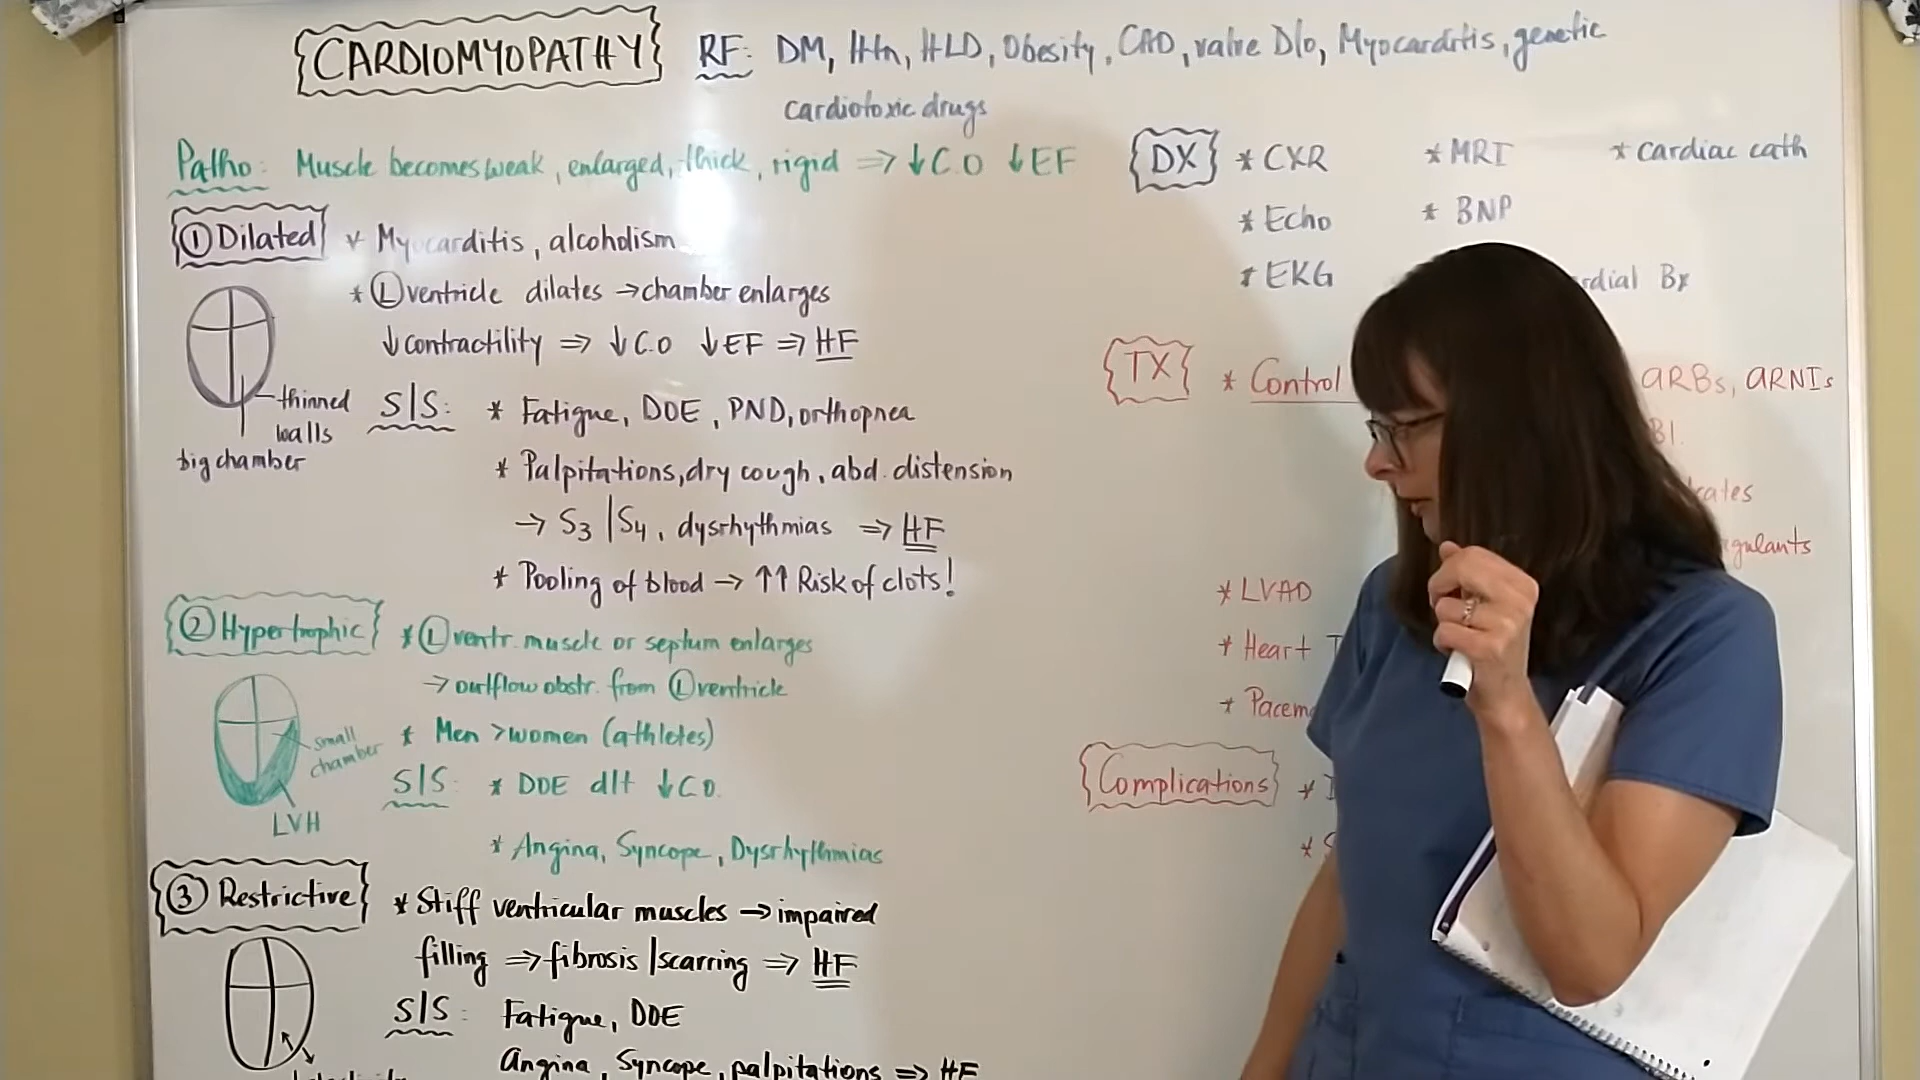 CARDIOMYOPATHY RF: DM, Htn, HLD, Obesity, CAD, valve D/o, Myocarditis, genetic
cardiotoxic drugs
Patho: Muscle becomes weak, enlarged, thick, rigid ⇒ ↓C.O ↓EF
① Dilated * Myocarditis, alcoholism
* Ⓛ ventricle dilates → chamber enlarges
↓contractility ⇒ ↓C.O ↓EF ⇒ HF
thinned walls
big chamber
S/S: * Fatigue, DOE, PND, orthopnea
* Palpitations, dry cough, abd. distension
→ S3 / S4, dysrhythmias ⇒ HF
* Pooling of blood → ↑↑ Risk of clots!
② Hypertrophic * Ⓛ ventr. muscle or septum enlarges
→ outflow obstr. from Ⓛ ventricle
* Men > women (athletes)
small chamber
LVH
S/S: * DOE d/t ↓C.O.
* Angina, Syncope, Dysrhythmias
③ Restrictive * Stiff ventricular muscles → impaired
filling ⇒ fibrosis / scarring ⇒ HF
S/S: Fatigue, DOE
Angina, Syncope, palpitations ⇒ HF
DX * CXR * MRI * Cardiac cath
* Echo * BNP
* EKG rdial Bx
TX * Control ARBs, ARNIs
* LVAD
* Heart
* Pacem
Complications